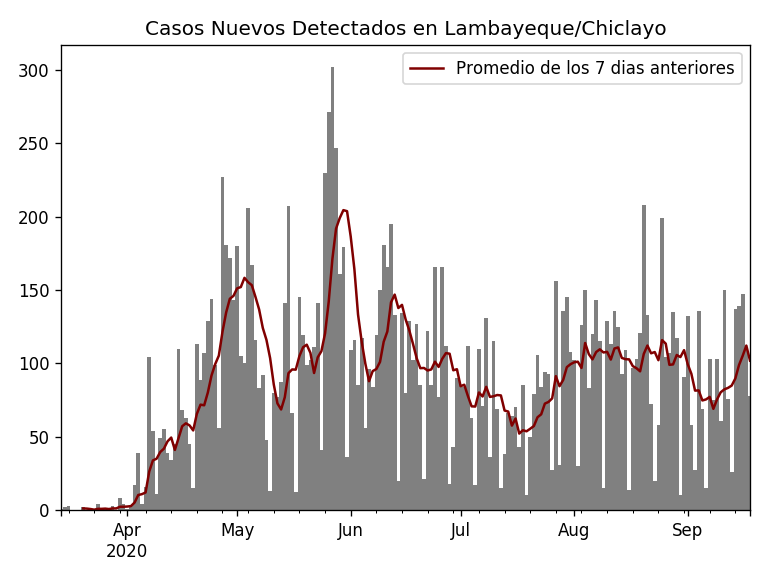 Casos Nuevos Detectados en Lambayeque/Chiclayo
Promedio de los 7 dias anteriores
300
250
200
150
100
50
0
Apr
2020
May
Jun
Jul
Aug
Sep